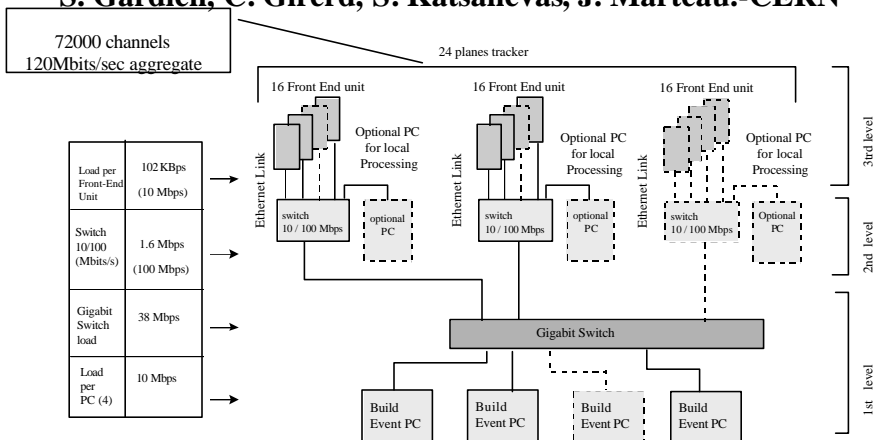 S. Gardien, C. Girerd, S. Katsanevas, J. Marteau.-CERN
72000 channels
120Mbits/sec aggregate
24 planes tracker
16 Front End unit
16 Front End unit
16 Front End unit
Optional PC
for local
Processing
Optional PC
for local
Processing
Optional PC
for local
Processing
Ethernet Link
Ethernet Link
Ethernet Link
3trd level
Load per
Front-End
Unit
102 KBps
(10 Mbps)
switch
10 / 100 Mbps
optional
PC
switch
10 / 100 Mbps
optional
PC
switch
10 / 100 Mbps
Optional
PC
2nd level
Switch
10/100
(Mbits/s)
1.6 Mbps
(100 Mbps)
Gigabit
Switch
load
38 Mbps
Gigabit Switch
1st level
Load
per
PC (4)
10 Mbps
Build
Event PC
Build
Event PC
Build
Event PC
Build
Event PC